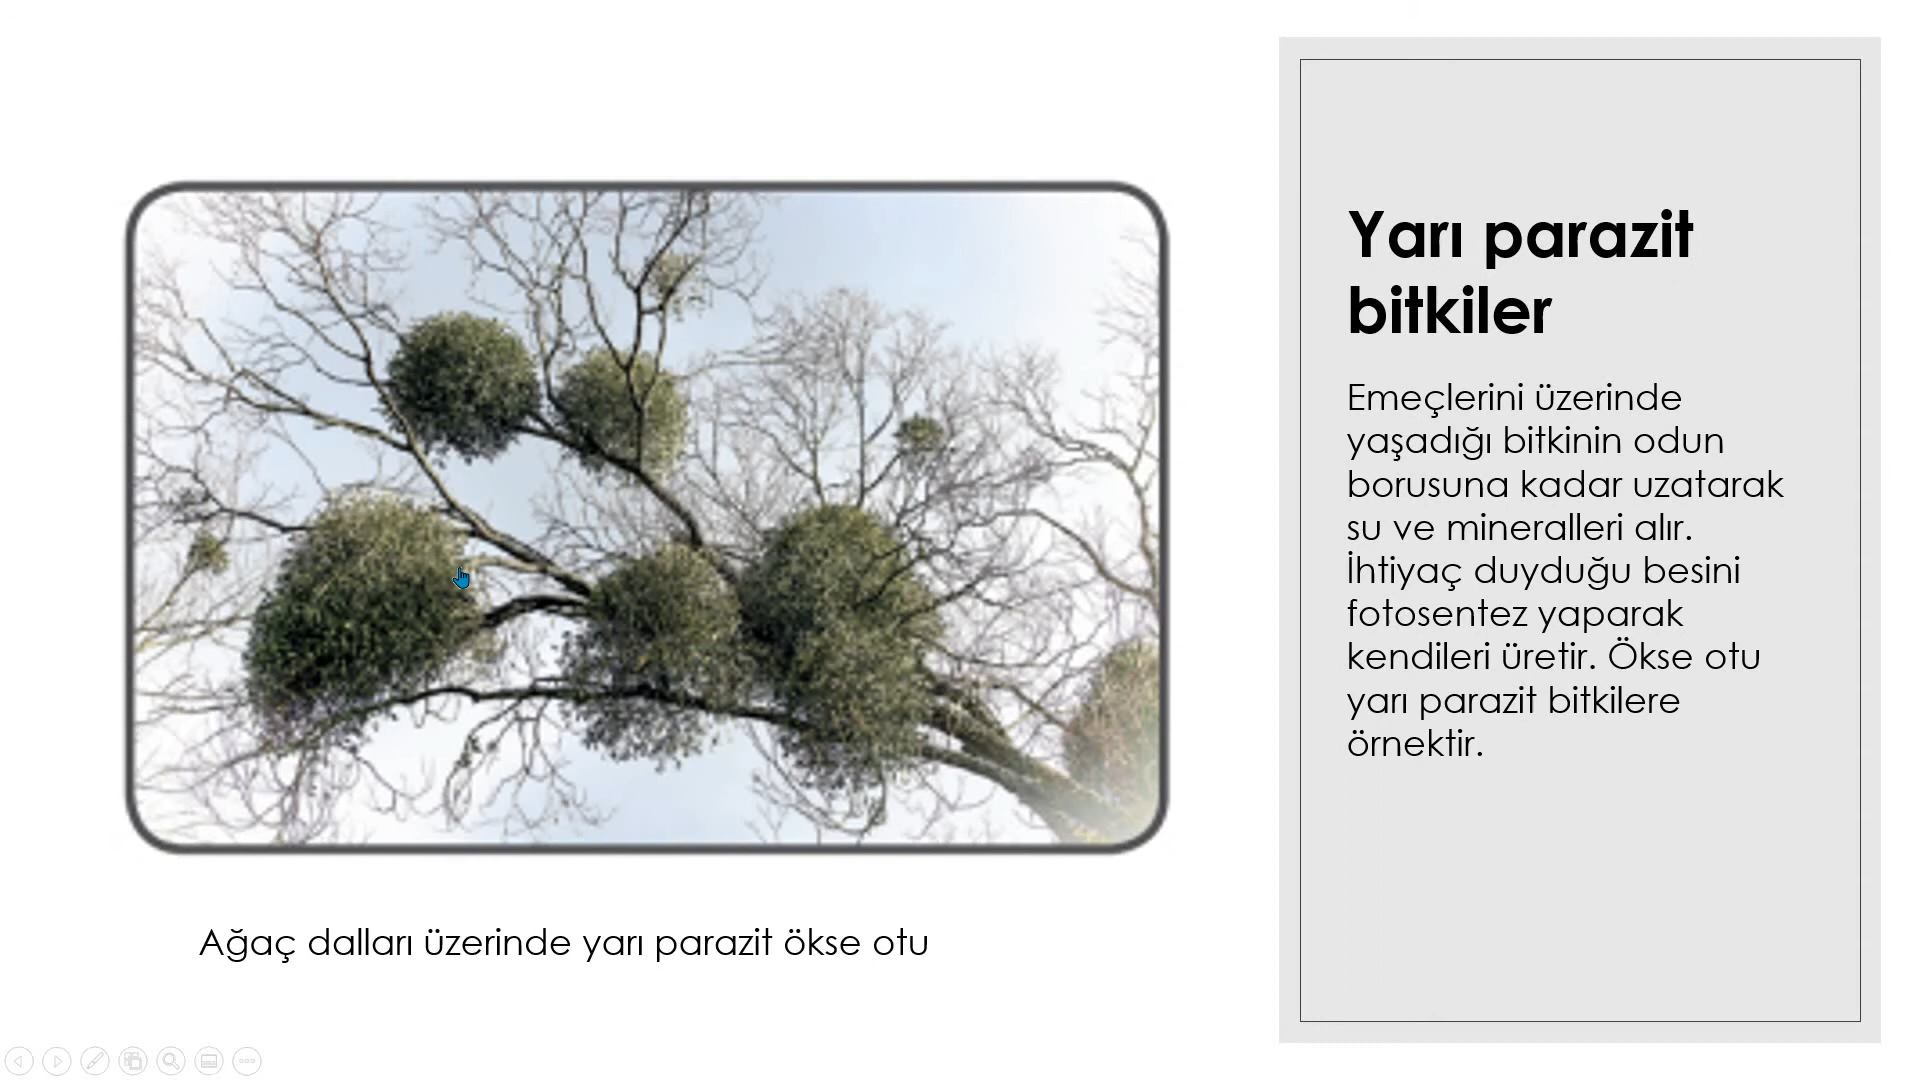 Yarı parazit
bitkiler
Emeçlerini üzerinde
yaşadığı bitkinin odun
borusuna kadar uzatarak
su ve mineralleri alır.
İhtiyaç duyduğu besini
fotosentez yaparak
kendileri üretir. Ökse otu
yarı parazit bitkilere
örnektir.
Ağaç dalları üzerinde yarı parazit ökse otu